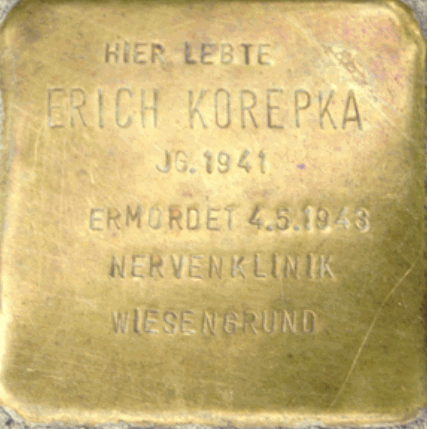 HIER LEBTE
ERICH KOREPKA
JG. 1941
ERMORDET 4.5.1943
NERVENKLINIK
WIESENGRUND